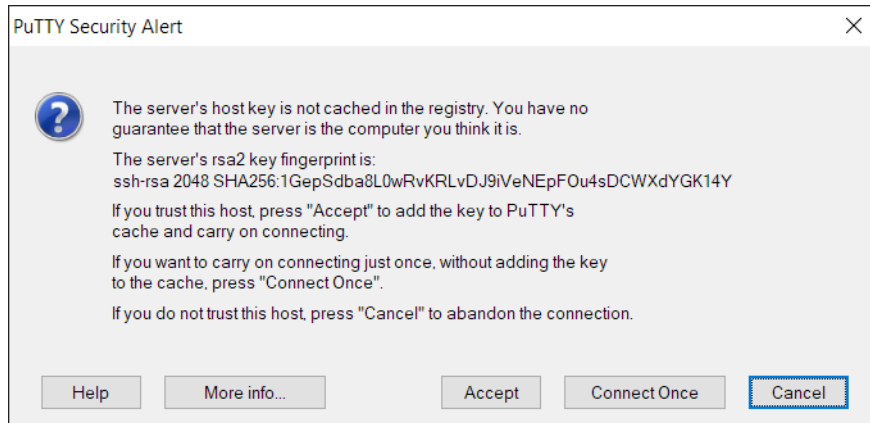 PuTTY Security Alert
The server's host key is not cached in the registry. You have no
guarantee that the server is the computer you think it is.
The server's rsa2 key fingerprint is:
ssh-rsa 2048 SHA256:1GepSdba8L0wRvKRLvDJ9iVeNEpFOu4sDCWXdYGK14Y
If you trust this host, press "Accept" to add the key to PuTTY's
cache and carry on connecting.
If you want to carry on connecting just once, without adding the key
to the cache, press "Connect Once".
If you do not trust this host, press "Cancel" to abandon the connection.
Help More info... Accept Connect Once Cancel